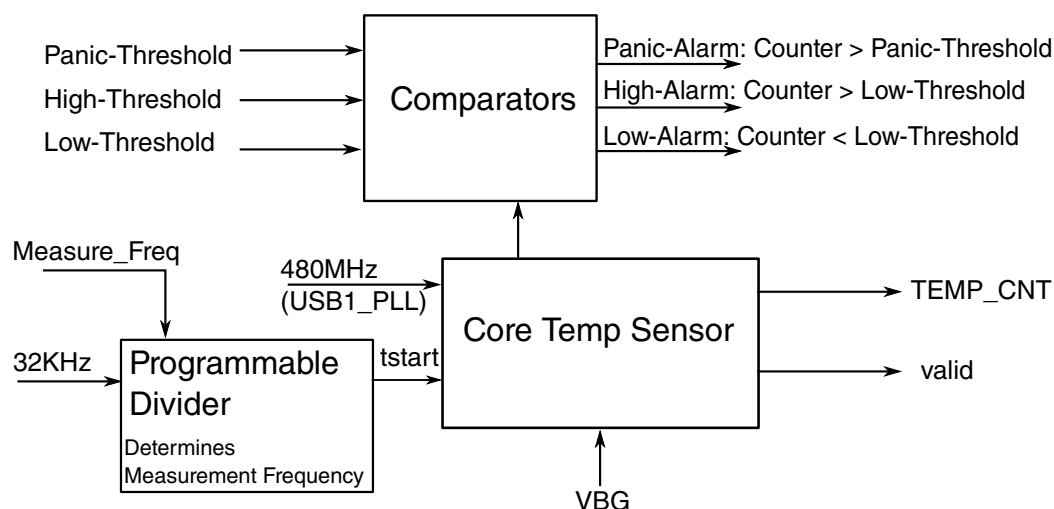 Panic-Threshold
High-Threshold
Low-Threshold
Comparators
Panic-Alarm: Counter > Panic-Threshold
High-Alarm: Counter > Low-Threshold
Low-Alarm: Counter < Low-Threshold
Measure_Freq
32KHz
Programmable
Divider
Determines
Measurement Frequency
tstart
480MHz
(USB1_PLL)
Core Temp Sensor
VBG
TEMP_CNT
valid